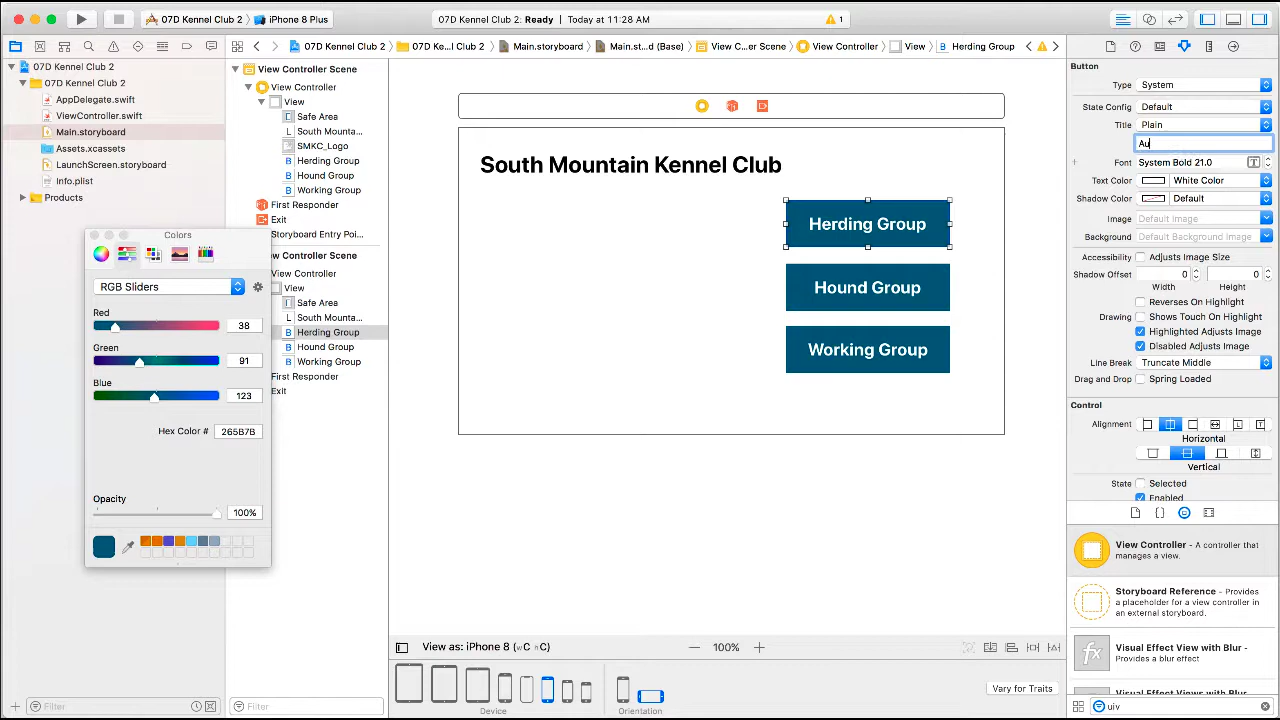 07D Kennel Club 2 iPhone 8 Plus 07D Kennel Club 2: Ready Today at 11:28 AM 1
07D Kennel Club 2 07D Ke...l Club 2 Main.storyboard Main.st...d (Base) View C...er Scene View Controller View Herding Group
07D Kennel Club 2
07D Kennel Club 2
AppDelegate.swift
ViewController.swift
Main.storyboard
Assets.xcassets
LaunchScreen.storyboard
Info.plist
Products
View Controller Scene
View Controller
View
Safe Area
South Mounta...
SMKC_Logo
Herding Group
Hound Group
Working Group
First Responder
Exit
Storyboard Entry Poi...
ew Controller Scene
View Controller
View
Safe Area
South Mounta...
Herding Group
Hound Group
Working Group
First Responder
Exit
Colors
RGB Sliders
Red
38
Green
91
Blue
123
Hex Color # 265B7B
Opacity
100%
South Mountain Kennel Club
Herding Group
Hound Group
Working Group
View as: iPhone 8 (wC hC)
100%
Device
Orientation
Vary for Traits
Filter
Filter
Button
Type System
State Config Default
Title Plain
Au
Font System Bold 21.0
Text Color White Color
Shadow Color Default
Image Default Image
Background Default Background Image
Accessibility Adjusts Image Size
Shadow Offset 0 0
Width Height
Reverses On Highlight
Drawing Shows Touch On Highlight
Highlighted Adjusts Image
Disabled Adjusts Image
Line Break Truncate Middle
Drag and Drop Spring Loaded
Control
Alignment
Horizontal
Vertical
State Selected
Enabled
View Controller - A controller that
manages a view.
Storyboard Reference - Provides
a placeholder for a view controller in
an external storyboard.
Visual Effect View with Blur -
Provides a blur effect
Visual Effect Views with Blur
uiv